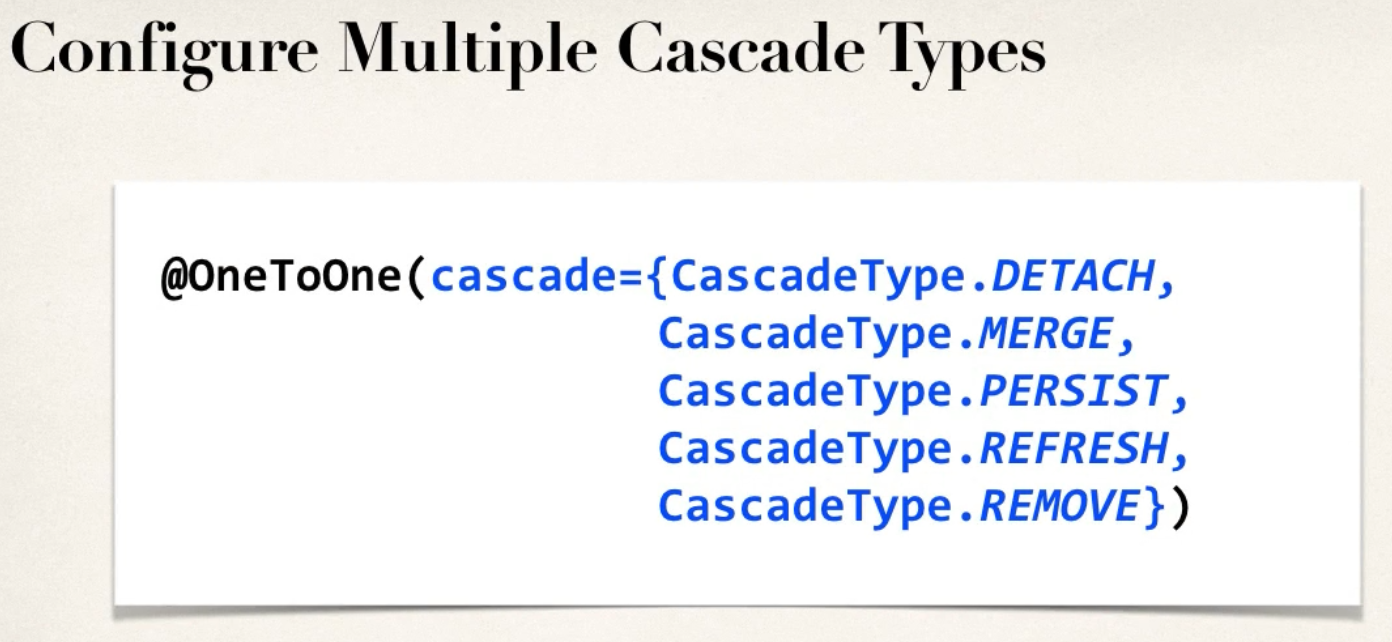 Configure Multiple Cascade Types
@OneToOne(cascade={CascadeType.DETACH,
CascadeType.MERGE,
CascadeType.PERSIST,
CascadeType.REFRESH,
CascadeType.REMOVE})